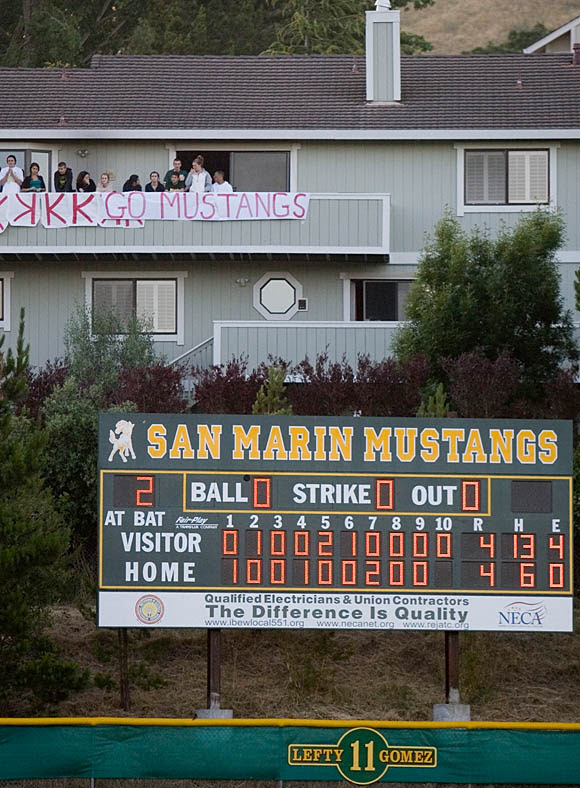 KKK GO MUSTANGS
SAN MARIN MUSTANGS
2 BALL 0 STRIKE 0 OUT 0
AT BAT Fair-Play 1 2 3 4 5 6 7 8 9 10 R H E
VISITOR 0 1 0 0 2 1 0 0 0 0 4 13 4
HOME 1 0 0 0 1 0 2 0 0 4 6 0
Qualified Electricians & Union Contractors
The Difference Is Quality
www.ibewlocal551.org www.necanet.org www.rejatc.org
NECA
LEFTY 11 GOMEZ